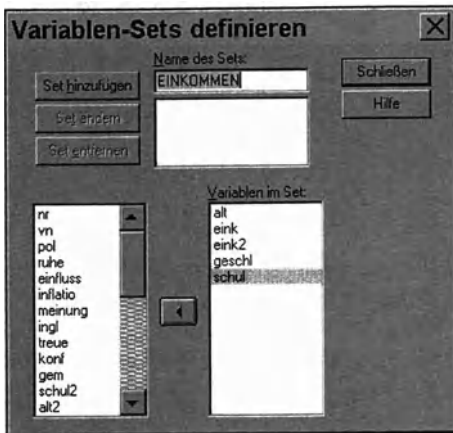 Variablen-Sets definieren
Name des Sets:
EINKOMMEN
Set hinzufügen
Set ändern
Set entfernen
Schließen
Hilfe
nr
vn
pol
ruhe
einfluss
inflatio
meinung
ingl
treue
konf
gem
schul2
alt2
Variablen im Set:
alt
eink
eink2
geschl
schul